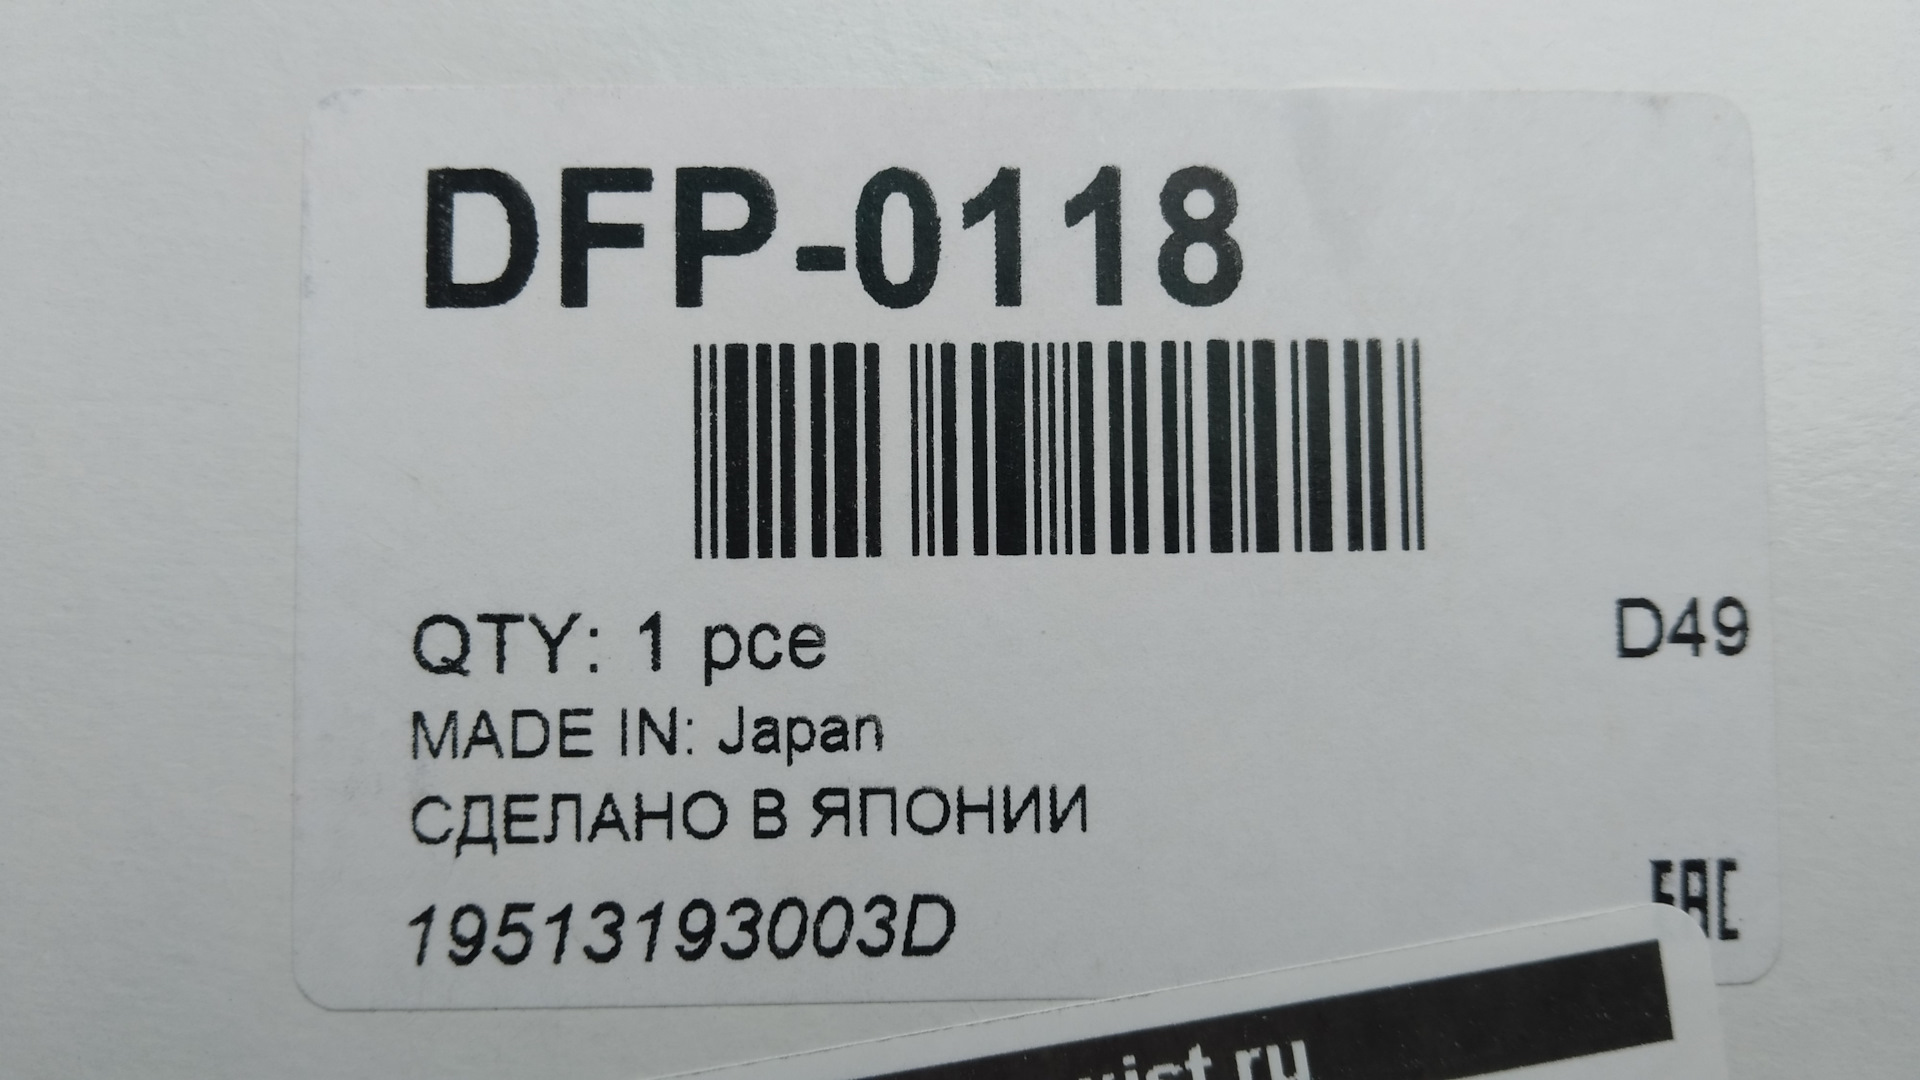 DFP-0118
QTY: 1 pce
D49
MADE IN: Japan
СДЕЛАНО В ЯПОНИИ
EAC
19513193003D